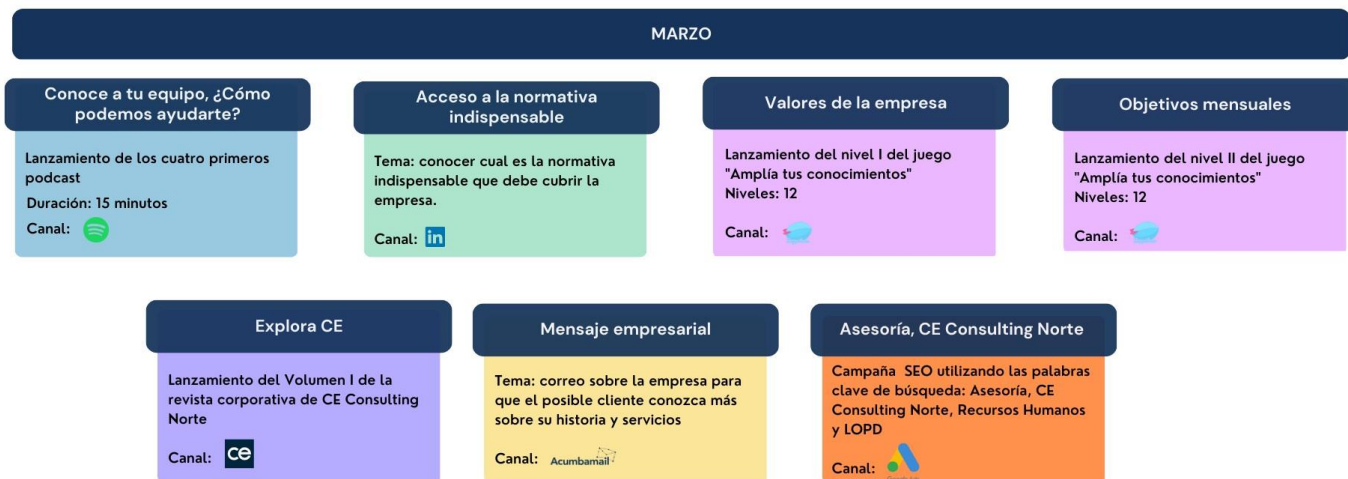 MARZO
Conoce a tu equipo, ¿Cómo
podemos ayudarte?
Lanzamiento de los cuatro primeros
podcast
Duración: 15 minutos
Canal:
Acceso a la normativa
indispensable
Tema: conocer cual es la normativa
indispensable que debe cubrir la
empresa.
Canal: in
Valores de la empresa
Lanzamiento del nivel I del juego
"Amplía tus conocimientos"
Niveles: 12
Canal:
Objetivos mensuales
Lanzamiento del nivel II del juego
"Amplía tus conocimientos"
Niveles: 12
Canal:
Explora CE
Lanzamiento del Volumen I de la
revista corporativa de CE Consulting
Norte
Canal: ce
Mensaje empresarial
Tema: correo sobre la empresa para
que el posible cliente conozca más
sobre su historia y servicios
Canal: Acumbamail
Asesoría, CE Consulting Norte
Campaña SEO utilizando las palabras
clave de búsqueda: Asesoría, CE
Consulting Norte, Recursos Humanos
y LOPD
Canal: